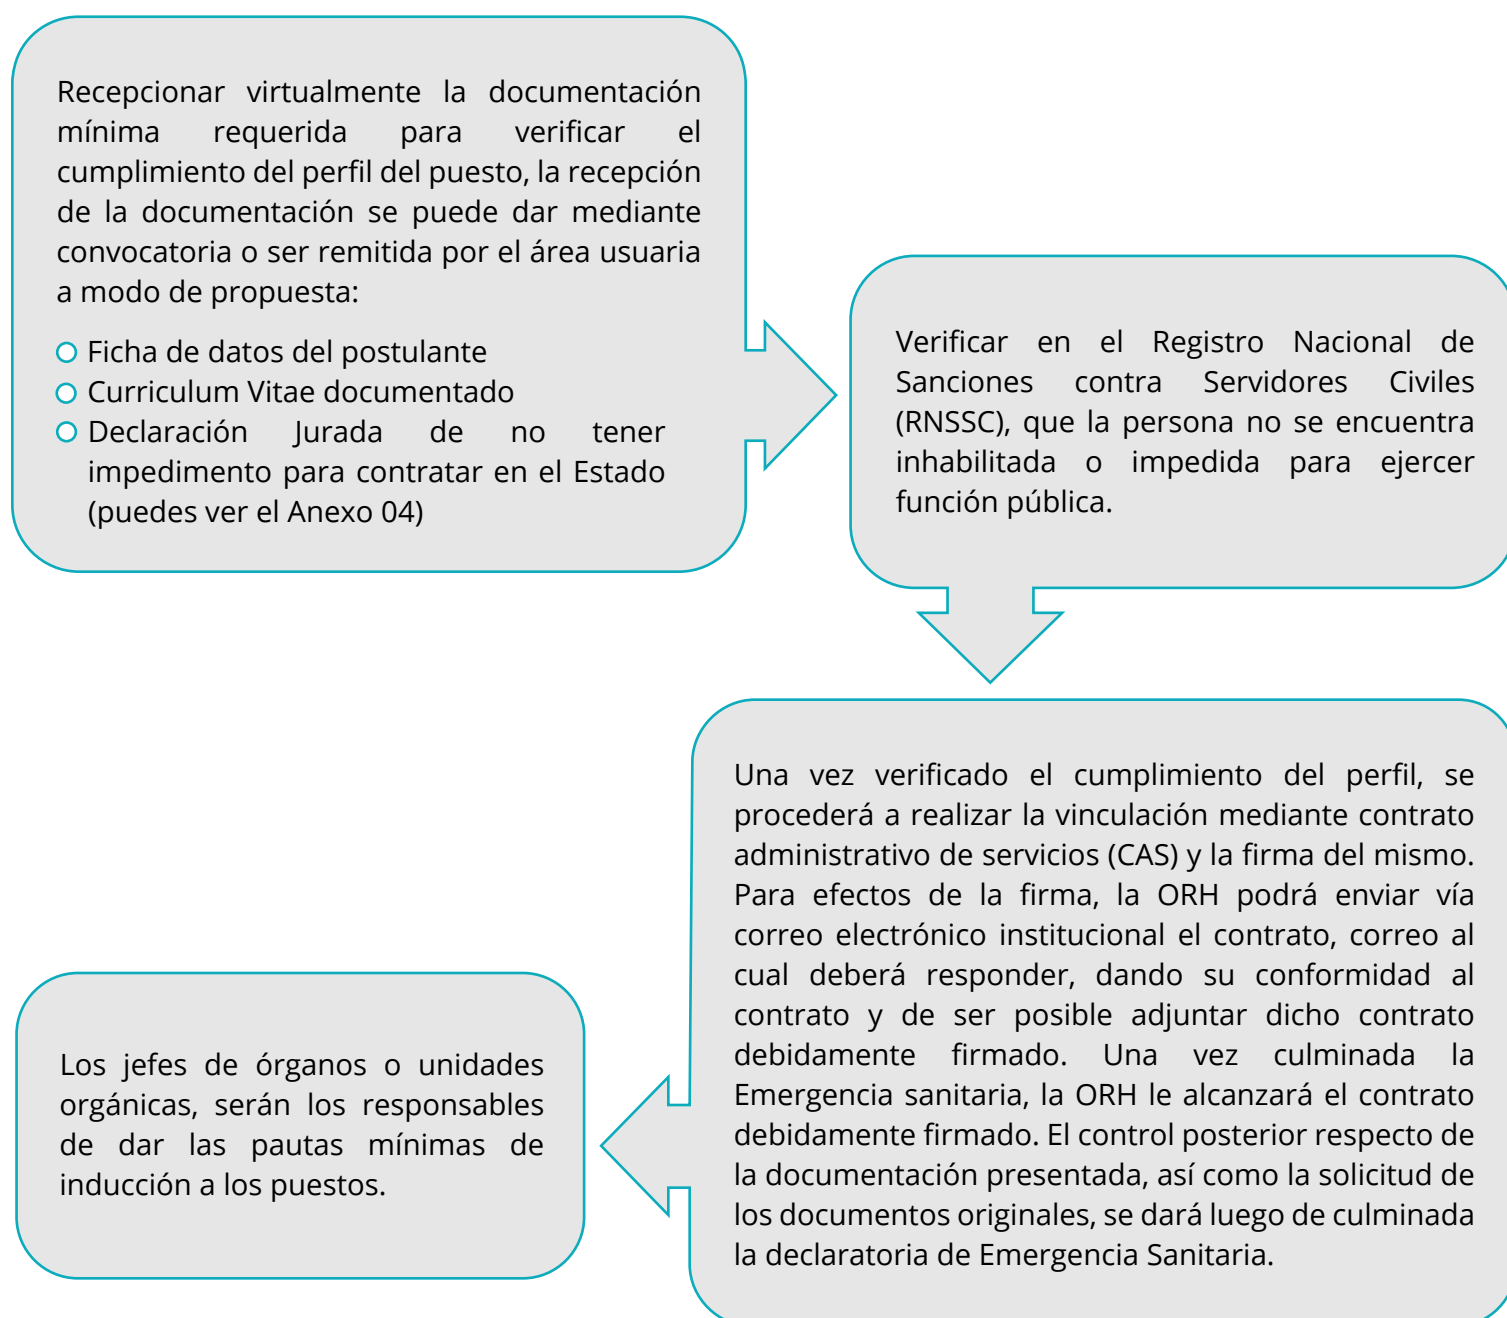 Recepcionar virtualmente la documentación
mínima requerida para verificar el
cumplimiento del perfil del puesto, la recepción
de la documentación se puede dar mediante
convocatoria o ser remitida por el área usuaria
a modo de propuesta:
Ficha de datos del postulante
Curriculum Vitae documentado
Declaración Jurada de no tener
impedimento para contratar en el Estado
(puedes ver el Anexo 04)
Verificar en el Registro Nacional de
Sanciones contra Servidores Civiles
(RNSSC), que la persona no se encuentra
inhabilitada o impedida para ejercer
función pública.
Una vez verificado el cumplimiento del perfil, se
procederá a realizar la vinculación mediante contrato
administrativo de servicios (CAS) y la firma del mismo.
Para efectos de la firma, la ORH podrá enviar vía
correo electrónico institucional el contrato, correo al
cual deberá responder, dando su conformidad al
contrato y de ser posible adjuntar dicho contrato
debidamente firmado. Una vez culminada la
Emergencia sanitaria, la ORH le alcanzará el contrato
debidamente firmado. El control posterior respecto de
la documentación presentada, así como la solicitud de
los documentos originales, se dará luego de culminada
la declaratoria de Emergencia Sanitaria.
Los jefes de órganos o unidades
orgánicas, serán los responsables
de dar las pautas mínimas de
inducción a los puestos.